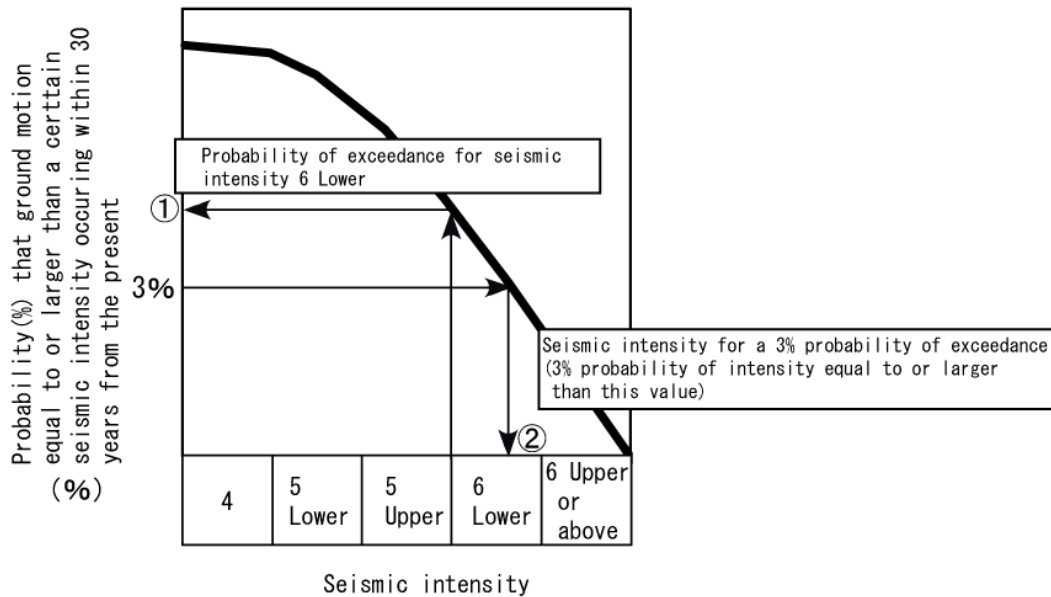 Probability(%) that ground motion
equal to or larger than a certtain
seismic intensity occuring within 30
years from the present
(%)
Probability of exceedance for seismic
intensity 6 Lower
①
3%
Seismic intensity for a 3% probability of exceedance
(3% probability of intensity equal to or larger
than this value)
②
4
5
Lower
5
Upper
6
Lower
6 Upper
or
above
Seismic intensity